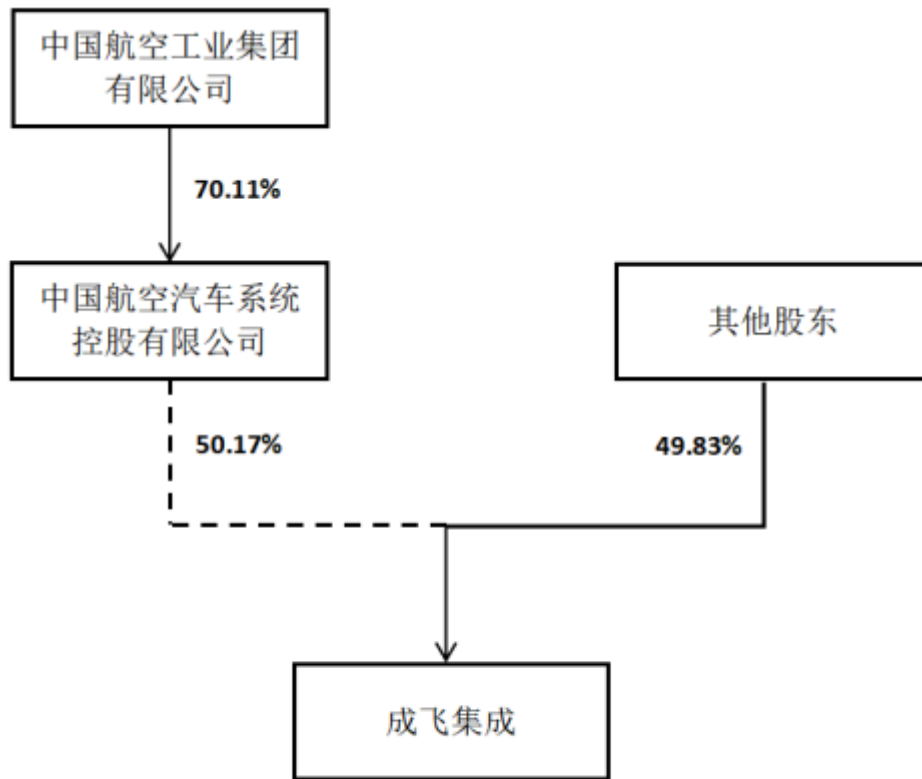 中国航空工业集团
有限公司
70.11%
中国航空汽车系统
控股有限公司
其他股东
50.17%
49.83%
成飞集成